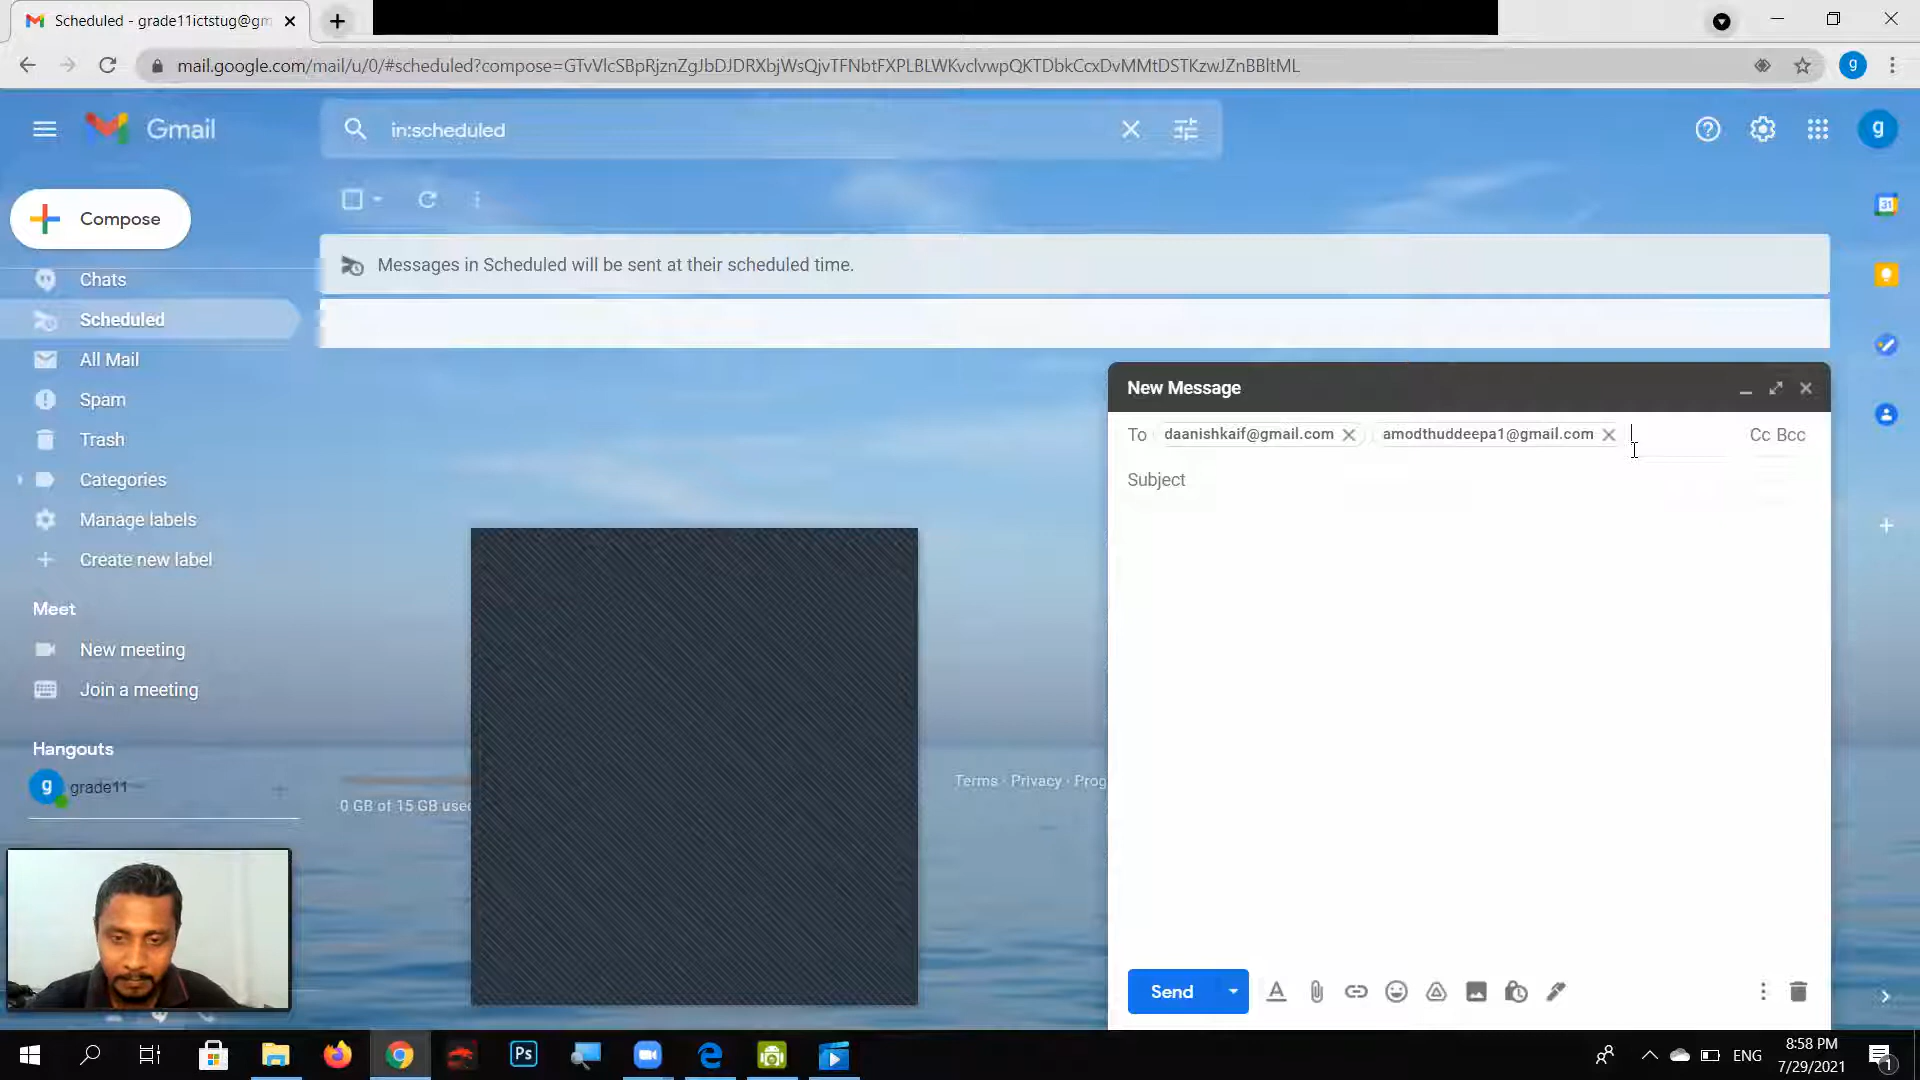 Scheduled - grade11ictstug@gm
mail.google.com/mail/u/0/#scheduled?compose=GTvVlcSBpRjznZgJbDJDRXbjWsQjvTFNbtFXPLBLWKvclvwpQKTDbkCcxDvMMtDSTKzwJZnBBltML
g
Gmail
in:scheduled
g
Compose
31
Messages in Scheduled will be sent at their scheduled time.
Chats
Scheduled
All Mail
Spam
Trash
Categories
Manage labels
Create new label
Meet
New meeting
Join a meeting
Hangouts
g grade11
0 GB of 15 GB used
Terms · Privacy · Prog
New Message
To daanishkaif@gmail.com amodthuddeepa1@gmail.com Cc Bcc
Subject
Send
Ps
ENG
8:58 PM
7/29/2021
1